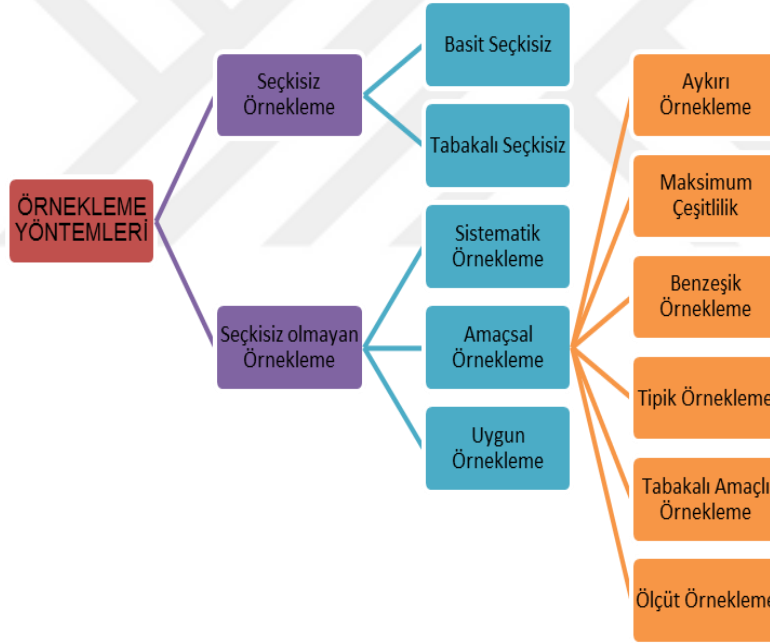 ÖRNEKLEME
YÖNTEMLERİ
Seçkisiz
Örnekleme
Seçkisiz olmayan
Örnekleme
Basit Seçkisiz
Tabakalı Seçkisiz
Sistematik
Örnekleme
Amaçsal
Örnekleme
Uygun
Örnekleme
Aykırı
Örnekleme
Maksimum
Çeşitlilik
Benzeşik
Örnekleme
Tipik Örnekleme
Tabakalı Amaçlı
Örnekleme
Ölçüt Örnekleme